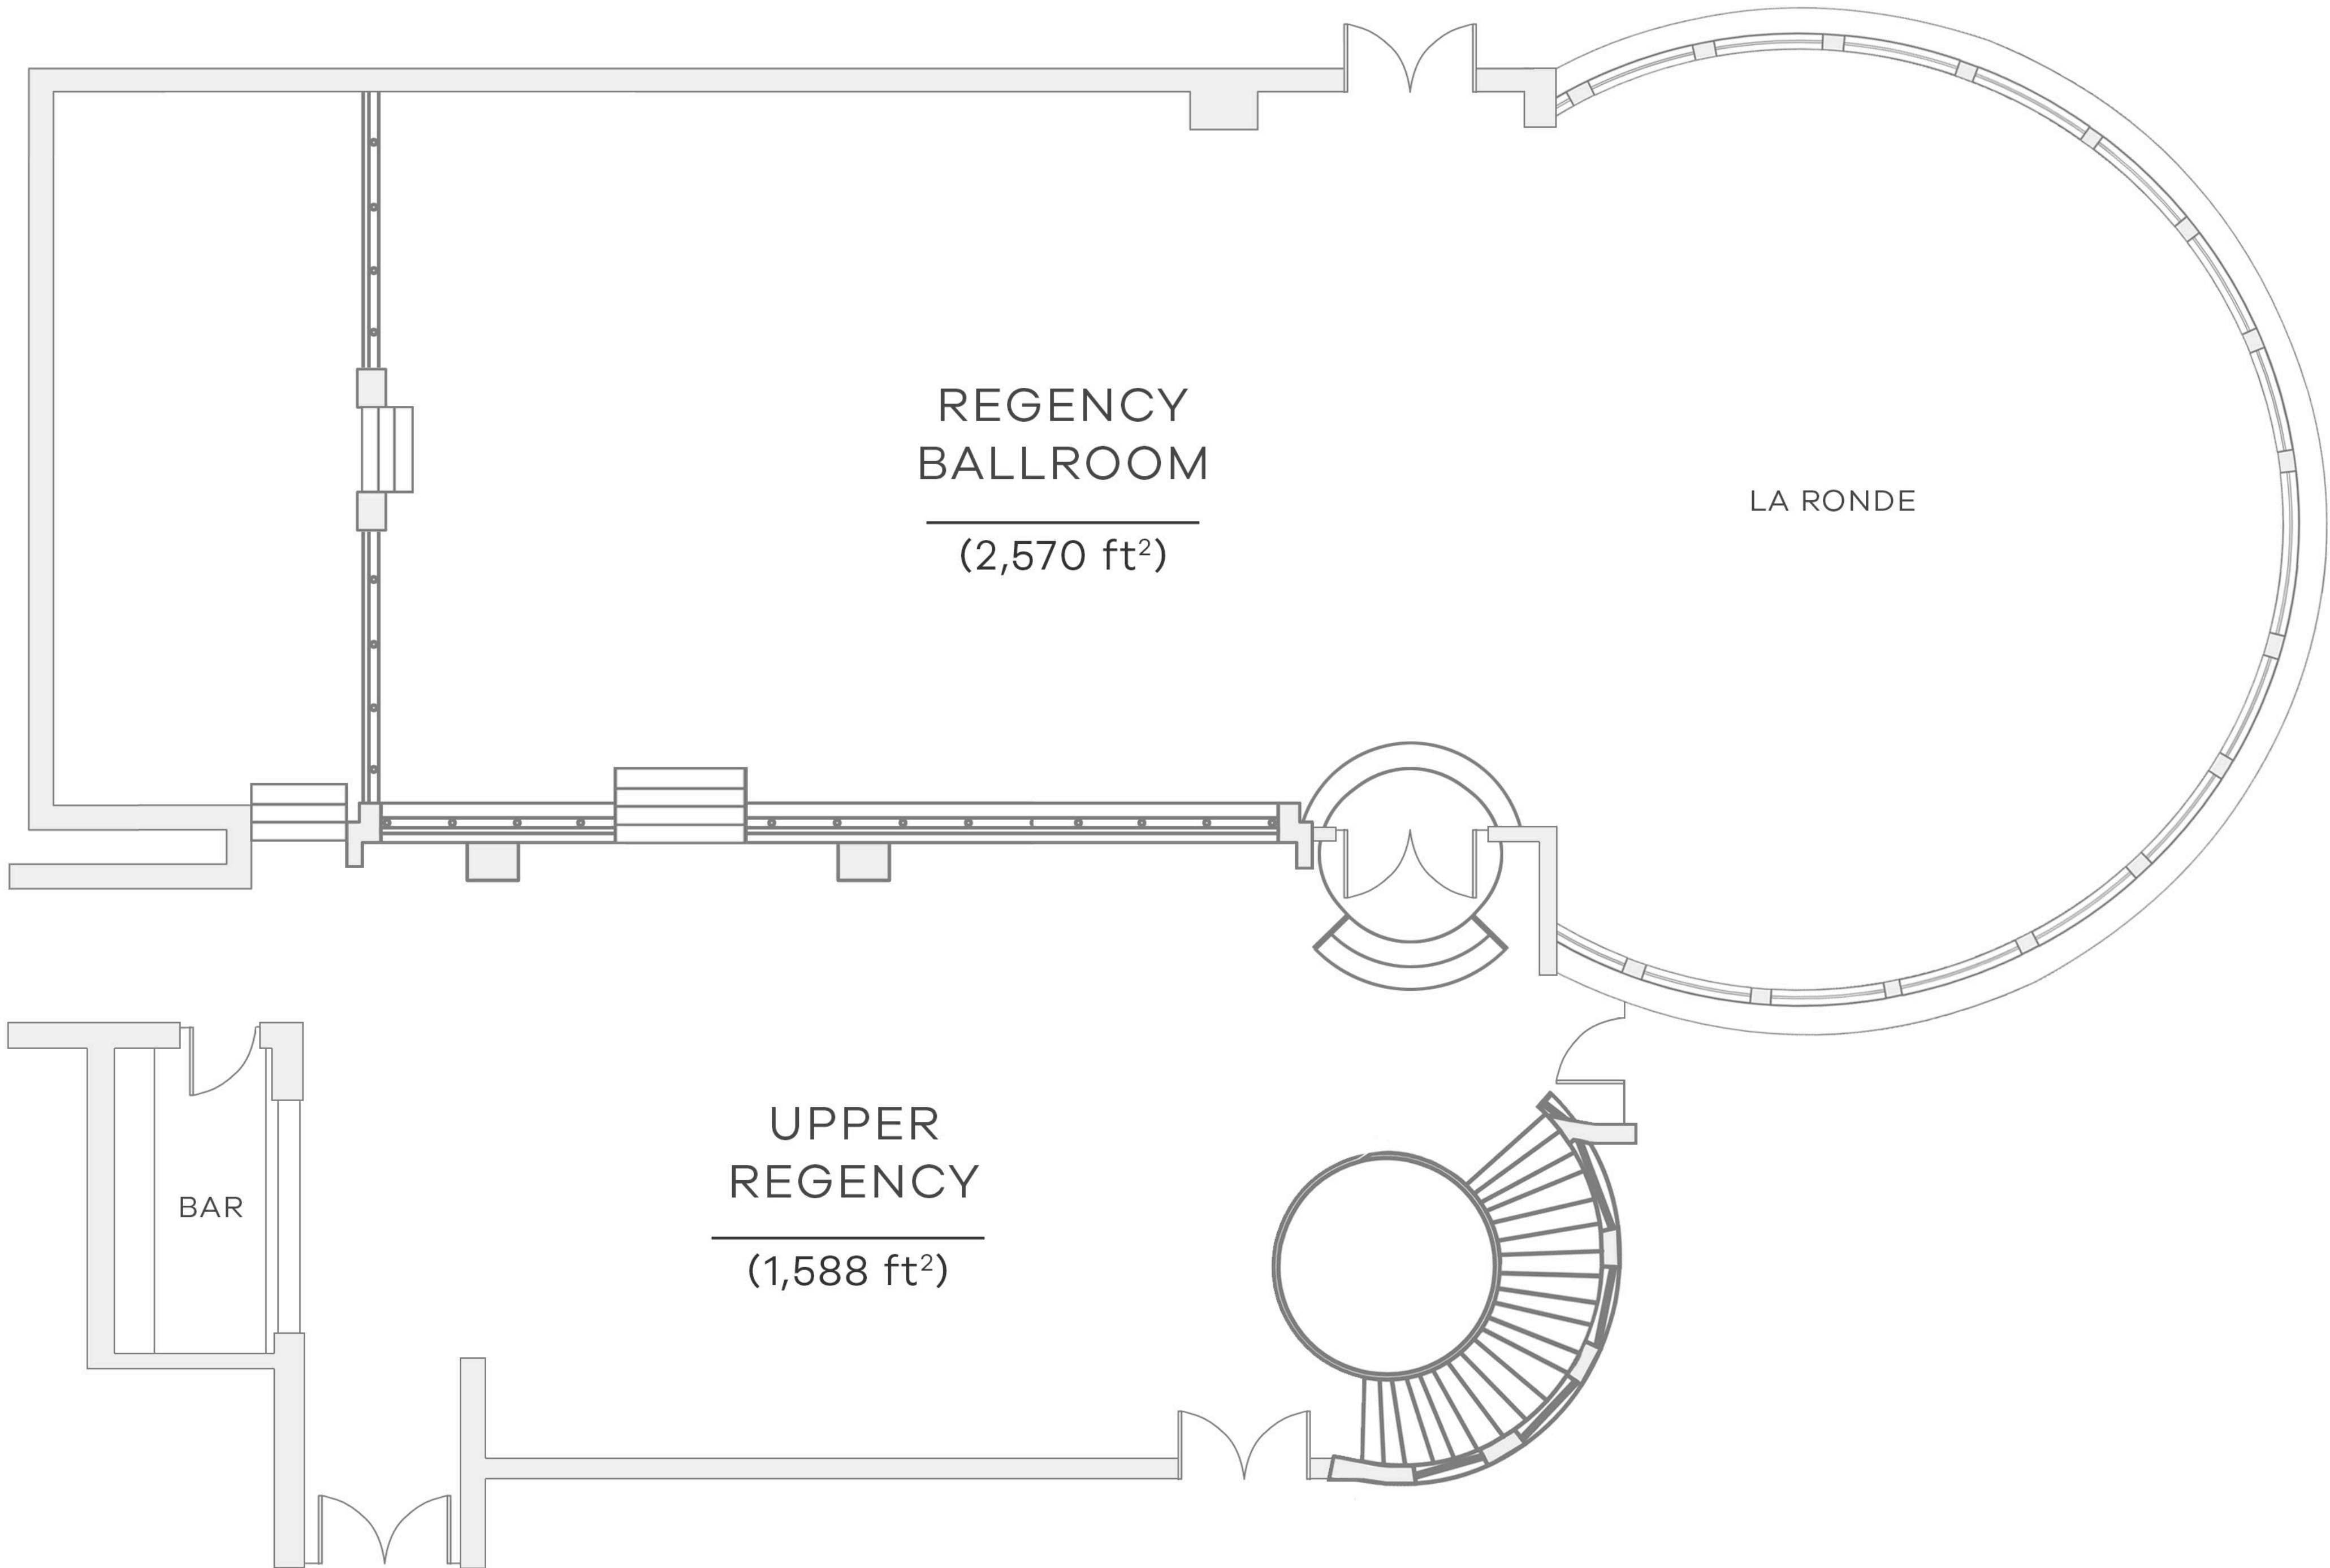 REGENCY
BALLROOM
(2,570 ft²)
LA RONDE
UPPER
REGENCY
(1,588 ft²)
BAR